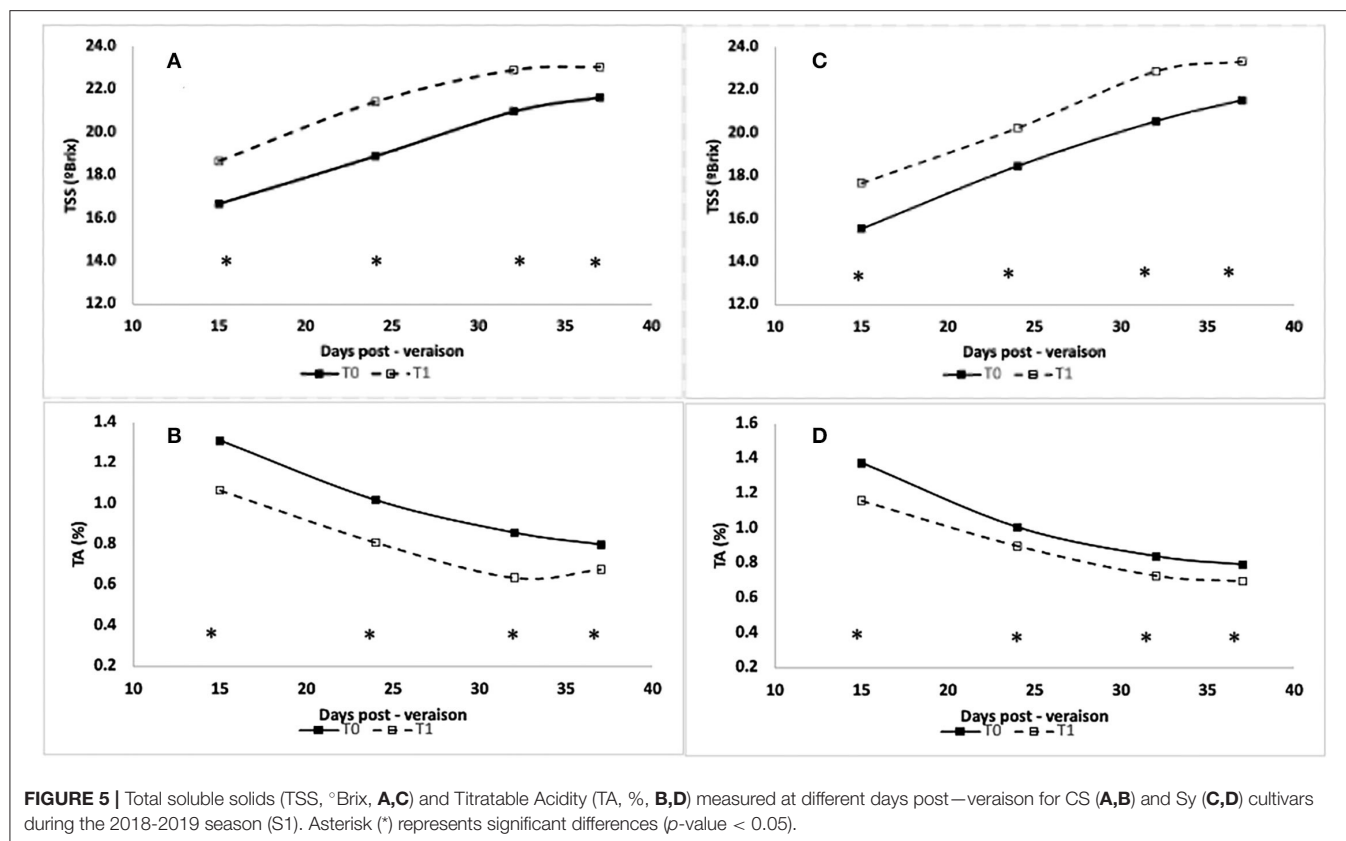 A
24.0
22.0
20.0
18.0
16.0
14.0
12.0
TSS (ºBrix)
* * * *
10 15 20 25 30 35 40
Days post - veraison
T0 T1
C
24.0
22.0
20.0
18.0
16.0
14.0
12.0
TSS (ºBrix)
* * * *
10 15 20 25 30 35 40
Days post - veraison
T0 T1
B
1.4
1.2
1.0
0.8
0.6
0.4
0.2
TA (%)
* * * *
10 15 20 25 30 35 40
Days post - veraison
T0 T1
D
1.6
1.4
1.2
1.0
0.8
0.6
0.4
0.2
TA (%)
* * * *
10 15 20 25 30 35 40
Days post - veraison
T0 T1
FIGURE 5 | Total soluble solids (TSS, °Brix, A,C) and Titratable Acidity (TA, %, B,D) measured at different days post—veraison for CS (A,B) and Sy (C,D) cultivars
during the 2018-2019 season (S1). Asterisk (*) represents significant differences (p-value < 0.05).